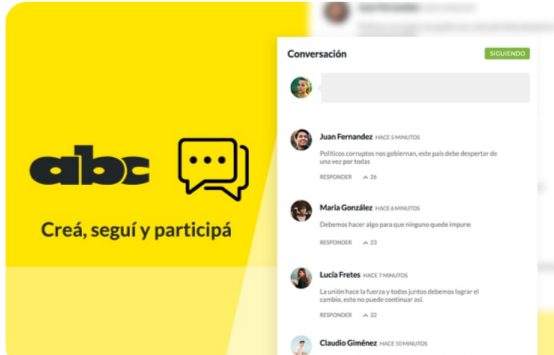 abc
Creá, seguí y participá
Conversación
SIGUIENDO
Juan Fernandez HACE 5 MINUTOS
Políticos corruptos nos gobiernan, este país debe despertar de
una vez por todas
RESPONDER 26
Maria González HACE 6 MINUTOS
Debemos hacer algo para que ninguno quede impune
RESPONDER 23
Lucía Fretes HACE 7 MINUTOS
La unión hace la fuerza y todos juntos debemos lograr el
cambio, esto no puede continuar así.
RESPONDER 22
Claudio Giménez HACE 10 MINUTOS